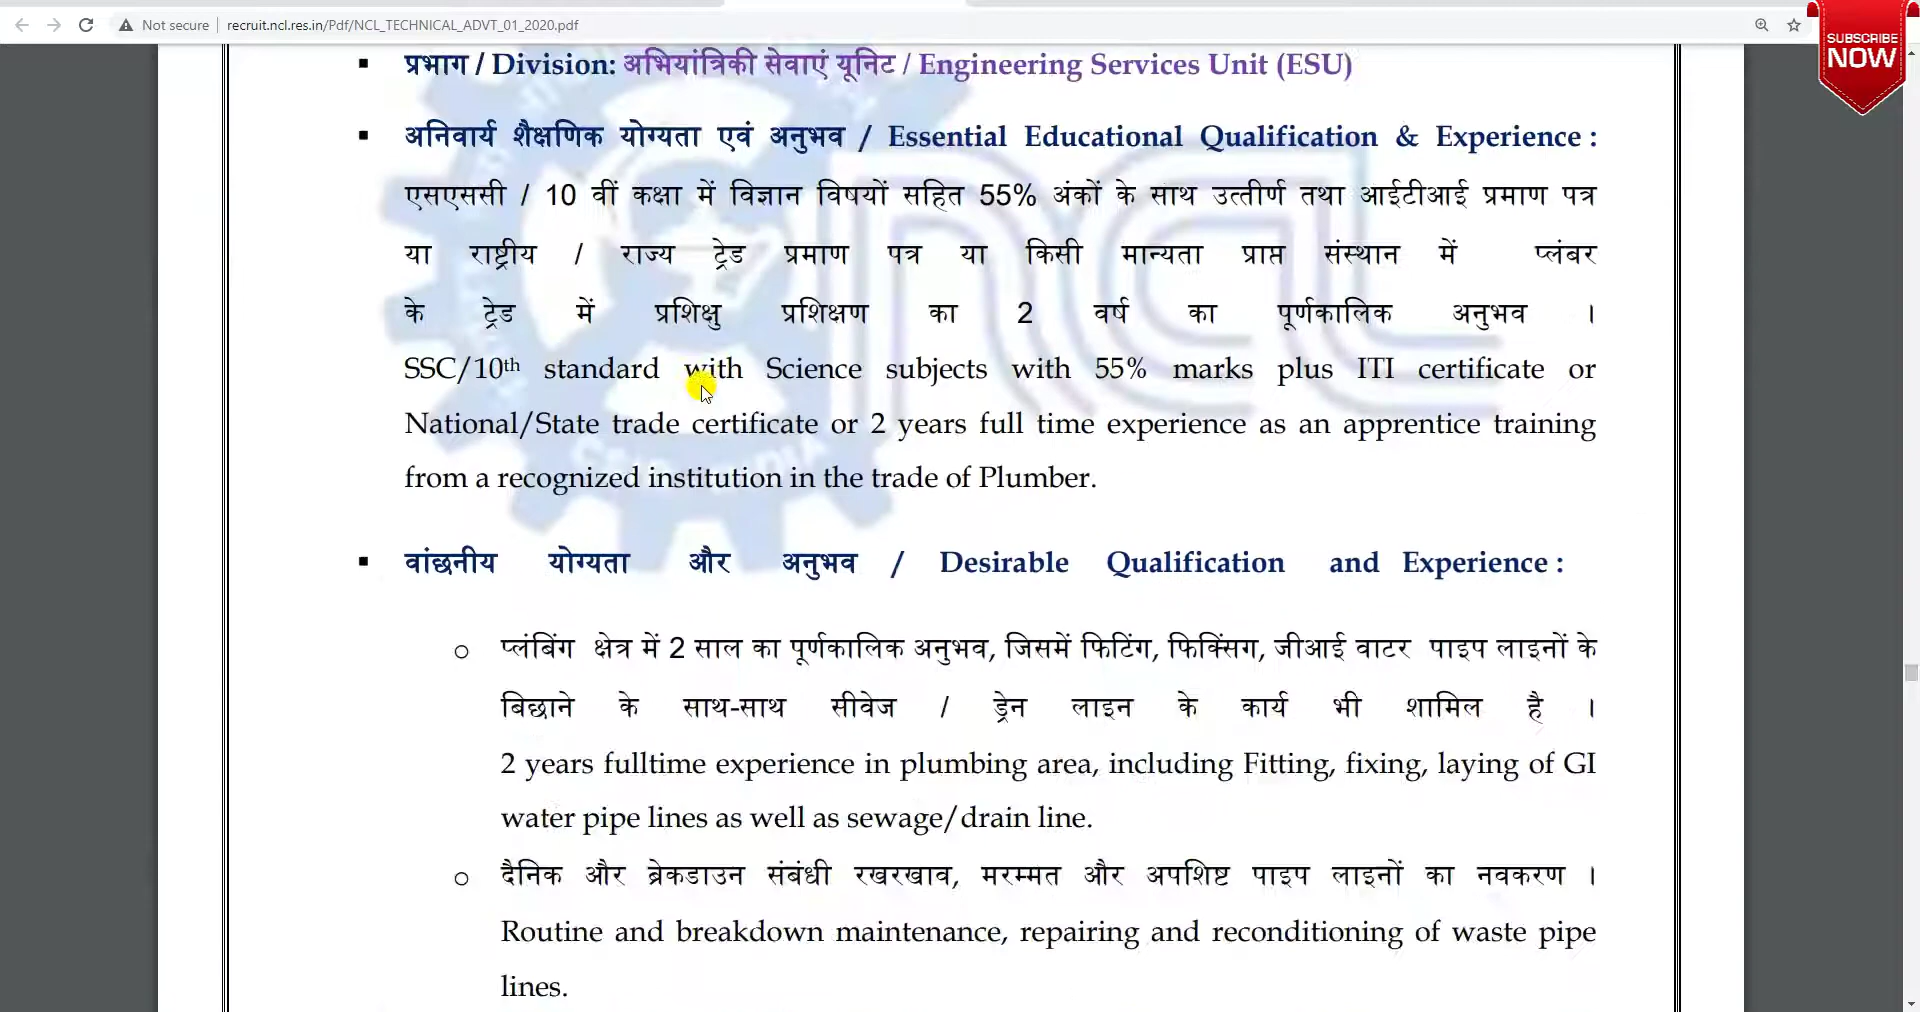 Not secure | recruit.ncl.res.in/Pdf/NCL_TECHNICAL_ADVT_01_2020.pdf
SUBSCRIBE
NOW
▪ प्रभाग / Division: अभियांत्रिकी सेवाएं यूनिट / Engineering Services Unit (ESU)
▪ अनिवार्य शैक्षणिक योग्यता एवं अनुभव / Essential Educational Qualification & Experience :
एसएससी / 10 वीं कक्षा में विज्ञान विषयों सहित 55% अंकों के साथ उत्तीर्ण तथा आईटीआई प्रमाण पत्र
या राष्ट्रीय / राज्य ट्रेड प्रमाण पत्र या किसी मान्यता प्राप्त संस्थान में प्लंबर
के ट्रेड में प्रशिक्षु प्रशिक्षण का 2 वर्ष का पूर्णकालिक अनुभव ।
SSC/10th standard with Science subjects with 55% marks plus ITI certificate or
National/State trade certificate or 2 years full time experience as an apprentice training
from a recognized institution in the trade of Plumber.
▪ वांछनीय योग्यता और अनुभव / Desirable Qualification and Experience :
o प्लंबिंग क्षेत्र में 2 साल का पूर्णकालिक अनुभव, जिसमें फिटिंग, फिक्सिंग, जीआई वाटर पाइप लाइनों के
बिछाने के साथ-साथ सीवेज / ड्रेन लाइन के कार्य भी शामिल है ।
2 years fulltime experience in plumbing area, including Fitting, fixing, laying of GI
water pipe lines as well as sewage/drain line.
o दैनिक और ब्रेकडाउन संबंधी रखरखाव, मरम्मत और अपशिष्ट पाइप लाइनों का नवकरण ।
Routine and breakdown maintenance, repairing and reconditioning of waste pipe
lines.